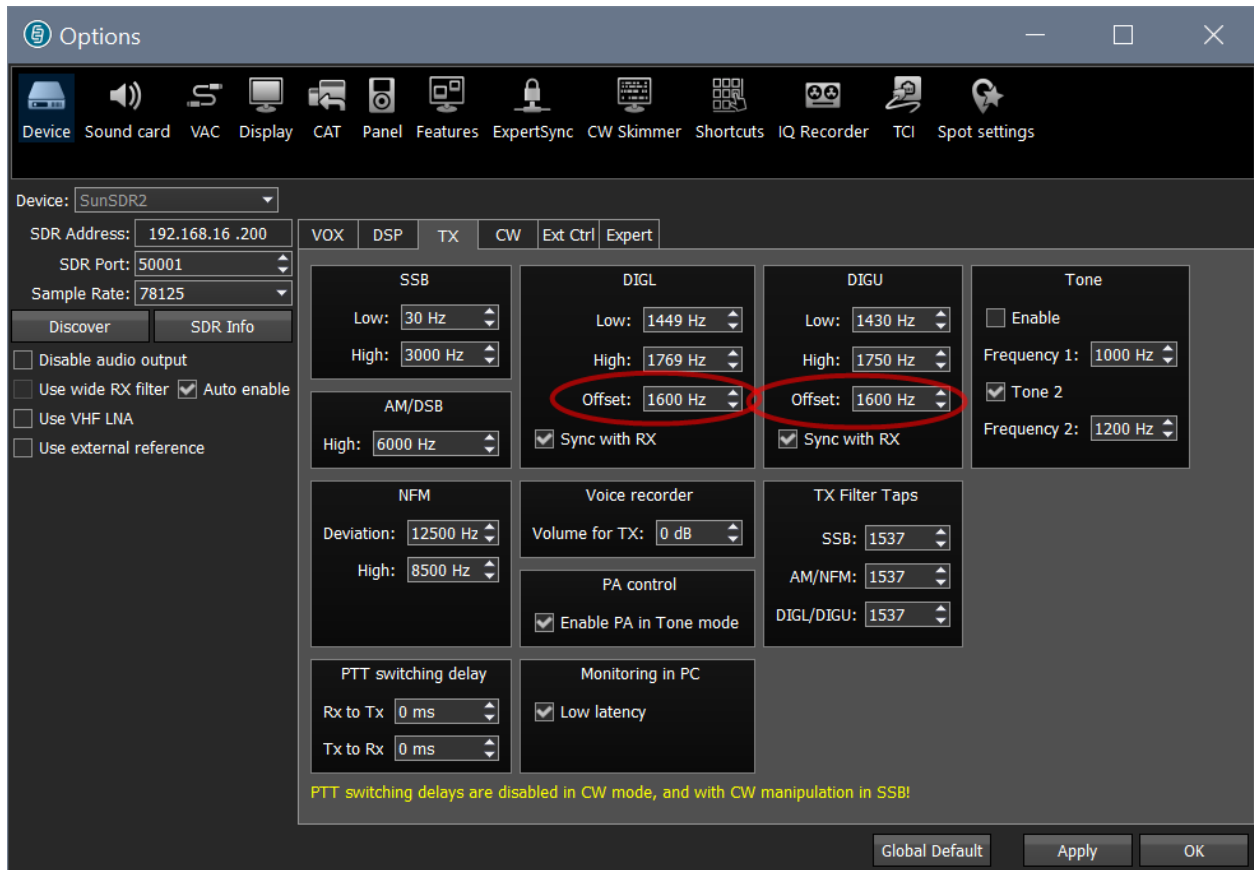 Options
Device Sound card VAC Display CAT Panel Features ExpertSync CW Skimmer Shortcuts IQ Recorder TCI Spot settings
Device: SunSDR2
SDR Address: 192.168.16 .200
SDR Port: 50001
Sample Rate: 78125
Discover SDR Info
Disable audio output
Use wide RX filter Auto enable
Use VHF LNA
Use external reference
VOX DSP TX CW Ext Ctrl Expert
SSB
Low: 30 Hz
High: 3000 Hz
AM/DSB
High: 6000 Hz
DIGL
Low: 1449 Hz
High: 1769 Hz
Offset: 1600 Hz
Sync with RX
DIGU
Low: 1430 Hz
High: 1750 Hz
Offset: 1600 Hz
Sync with RX
Tone
Enable
Frequency 1: 1000 Hz
Tone 2
Frequency 2: 1200 Hz
NFM
Deviation: 12500 Hz
High: 8500 Hz
Voice recorder
Volume for TX: 0 dB
PA control
Enable PA in Tone mode
TX Filter Taps
SSB: 1537
AM/NFM: 1537
DIGL/DIGU: 1537
PTT switching delay
Rx to Tx 0 ms
Tx to Rx 0 ms
Monitoring in PC
Low latency
PTT switching delays are disabled in CW mode, and with CW manipulation in SSB!
Global Default Apply OK